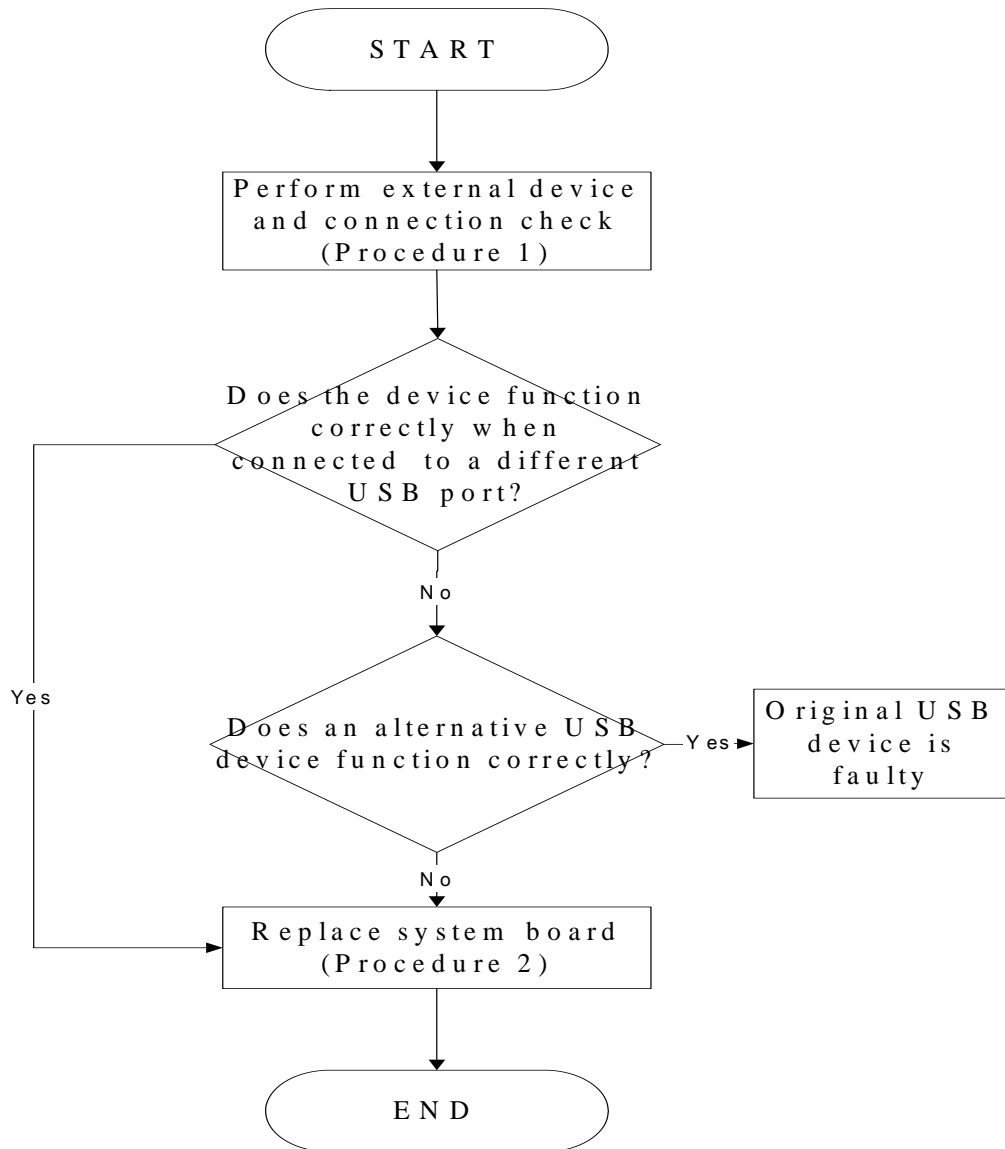 START
Perform external device
and connection check
(Procedure 1)
Does the device function
correctly when
connected to a different
USB port?
No
Yes
Does an alternative USB
device function correctly?
Yes
Original USB
device is
faulty
No
Replace system board
(Procedure 2)
END